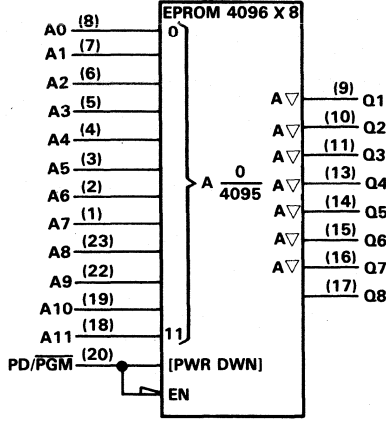 EPROM 4096 X 8
A0 (8) 0
A1 (7)
A2 (6)
A3 (5)
A4 (4)
A5 (3)
A6 (2)
A7 (1)
A8 (23)
A9 (22)
A10 (19)
A11 (18) 11
A 0/4095
A▽ (9) Q1
A▽ (10) Q2
A▽ (11) Q3
A▽ (13) Q4
A▽ (14) Q5
A▽ (15) Q6
A▽ (16) Q7
(17) Q8
PD/P̅G̅M̅ (20) [PWR DWN]
EN